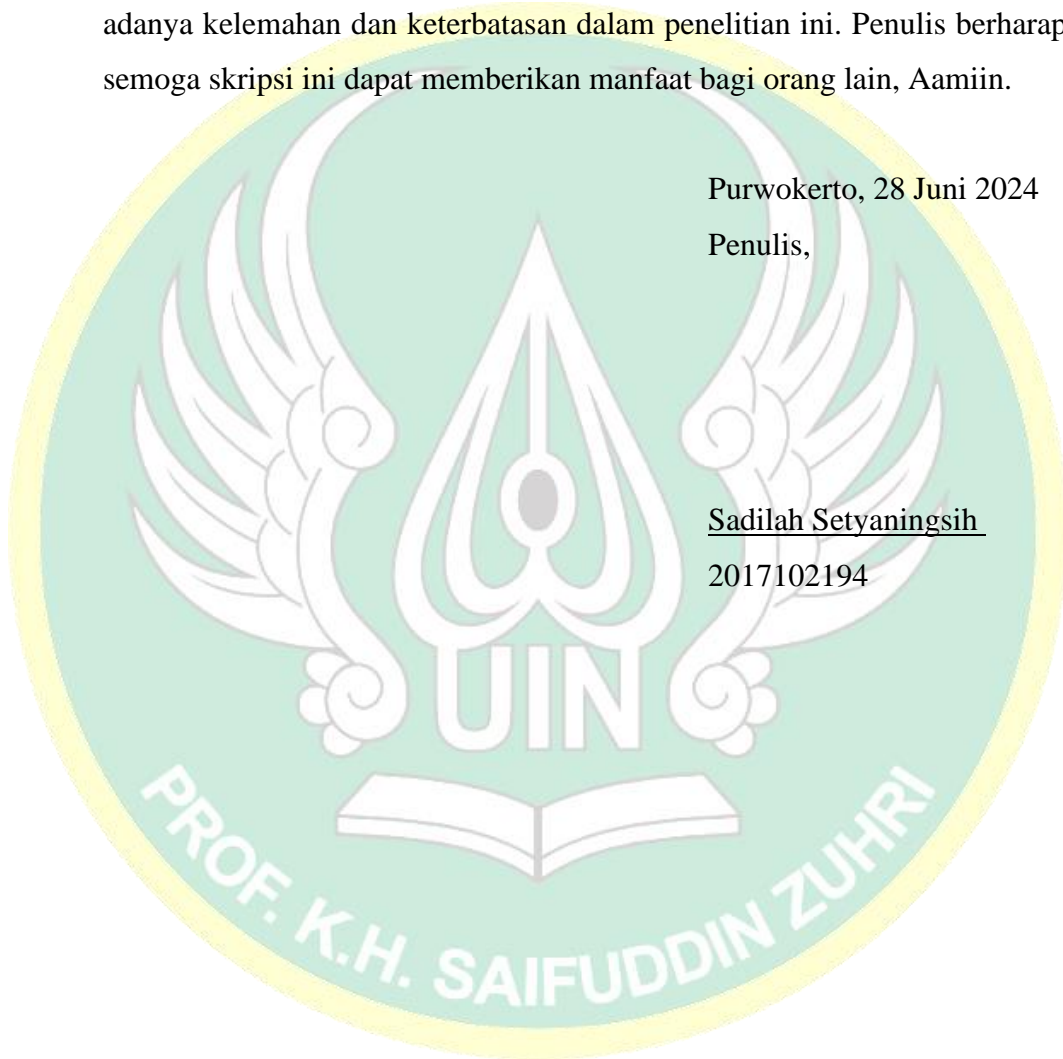 adanya kelemahan dan keterbatasan dalam penelitian ini. Penulis berharap
semoga skripsi ini dapat memberikan manfaat bagi orang lain, Aamiin.
Purwokerto, 28 Juni 2024
Penulis,
Sadilah Setyaningsih
2017102194
UIN
PROF. K.H. SAIFUDDIN ZUHRI